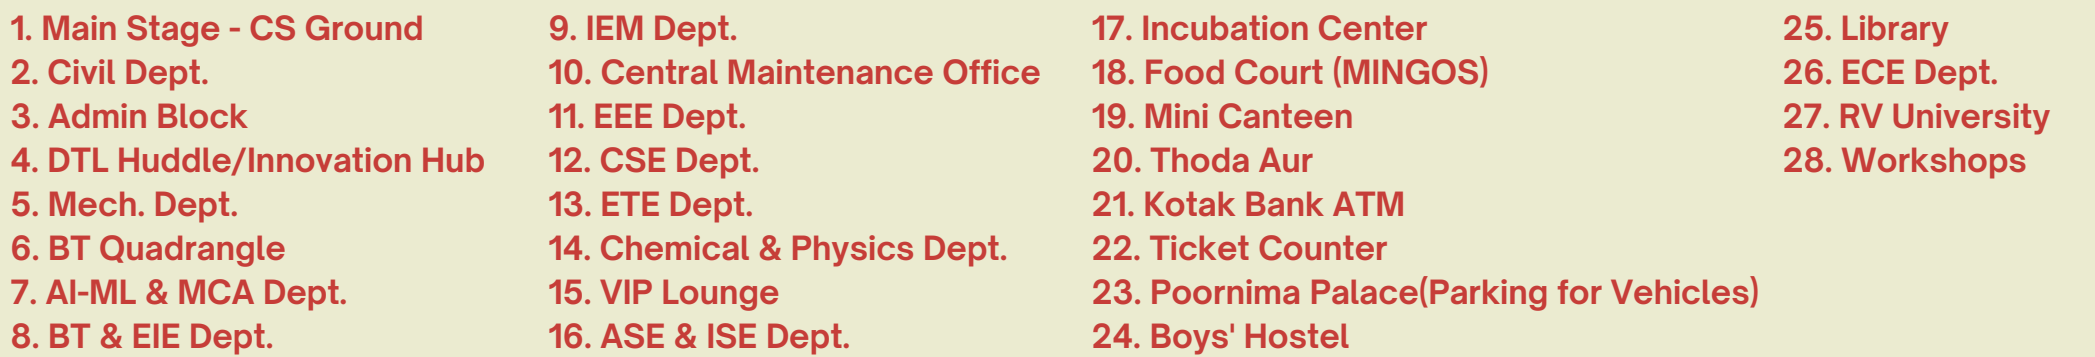 1. Main Stage - CS Ground
2. Civil Dept.
3. Admin Block
4. DTL Huddle/Innovation Hub
5. Mech. Dept.
6. BT Quadrangle
7. AI-ML & MCA Dept.
8. BT & EIE Dept.
9. IEM Dept.
10. Central Maintenance Office
11. EEE Dept.
12. CSE Dept.
13. ETE Dept.
14. Chemical & Physics Dept.
15. VIP Lounge
16. ASE & ISE Dept.
17. Incubation Center
18. Food Court (MINGOS)
19. Mini Canteen
20. Thoda Aur
21. Kotak Bank ATM
22. Ticket Counter
23. Poornima Palace(Parking for Vehicles)
24. Boys' Hostel
25. Library
26. ECE Dept.
27. RV University
28. Workshops